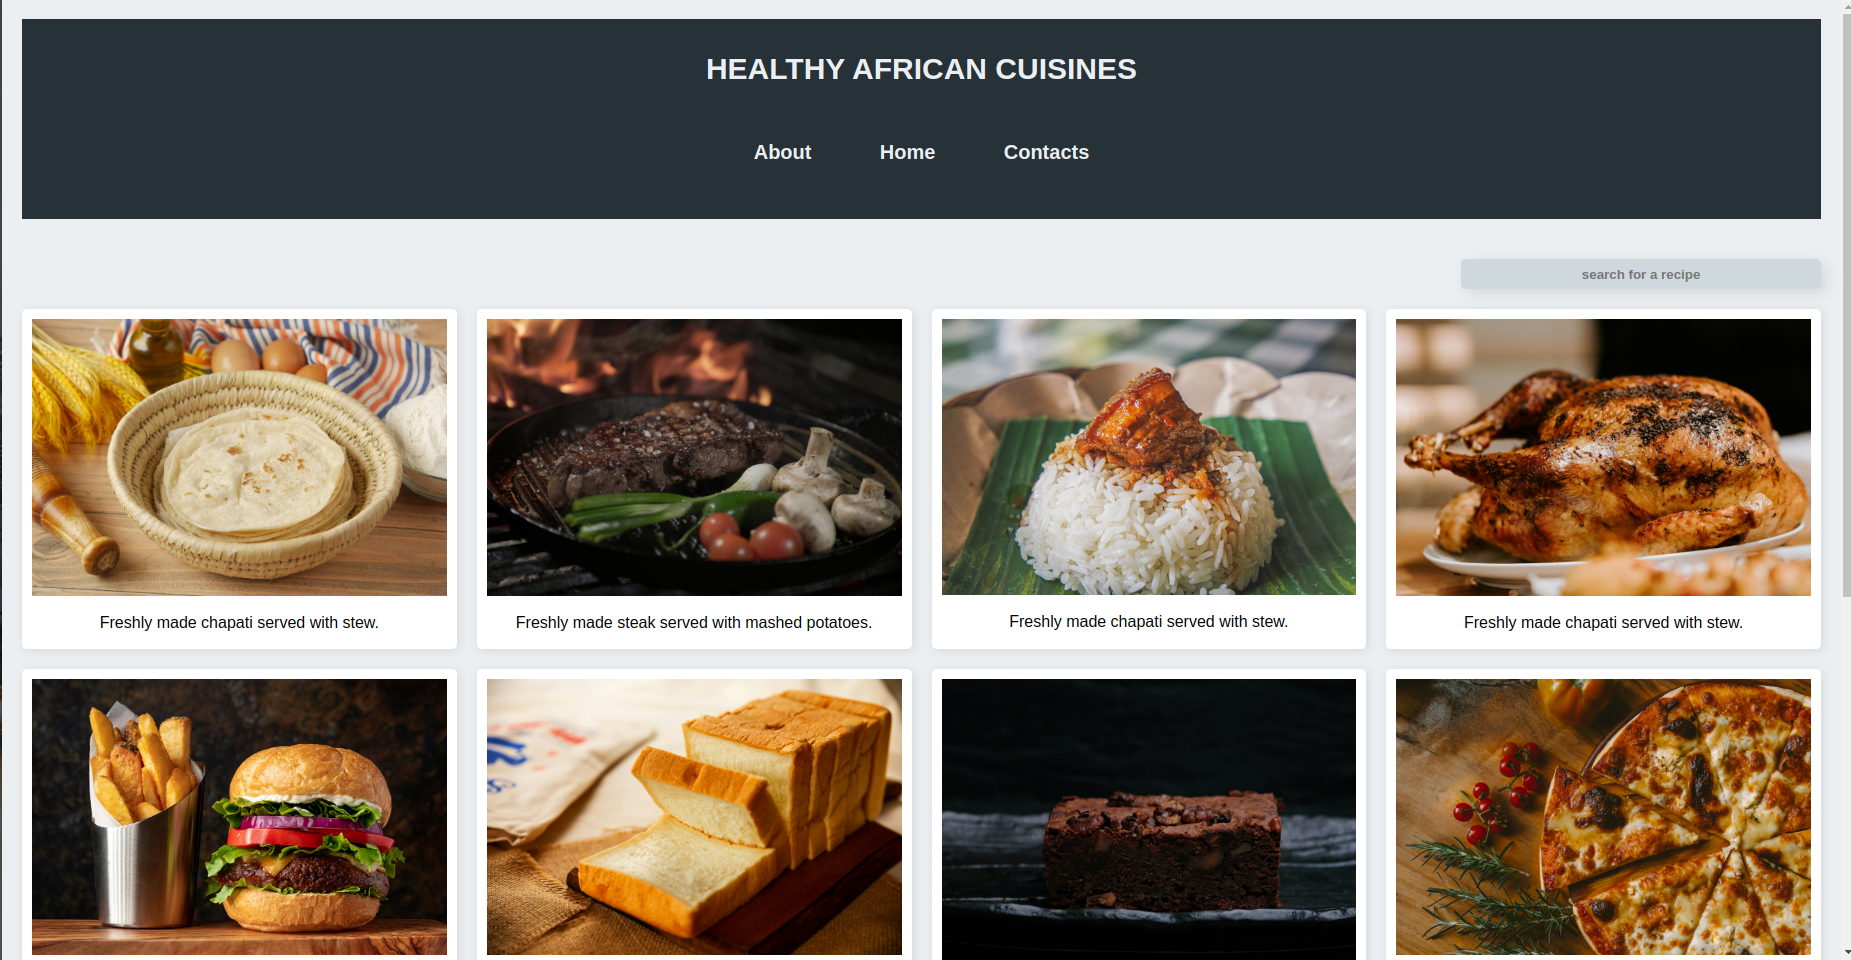 HEALTHY AFRICAN CUISINES
About Home Contacts
search for a recipe
Freshly made chapati served with stew.
Freshly made steak served with mashed potatoes.
Freshly made chapati served with stew.
Freshly made chapati served with stew.